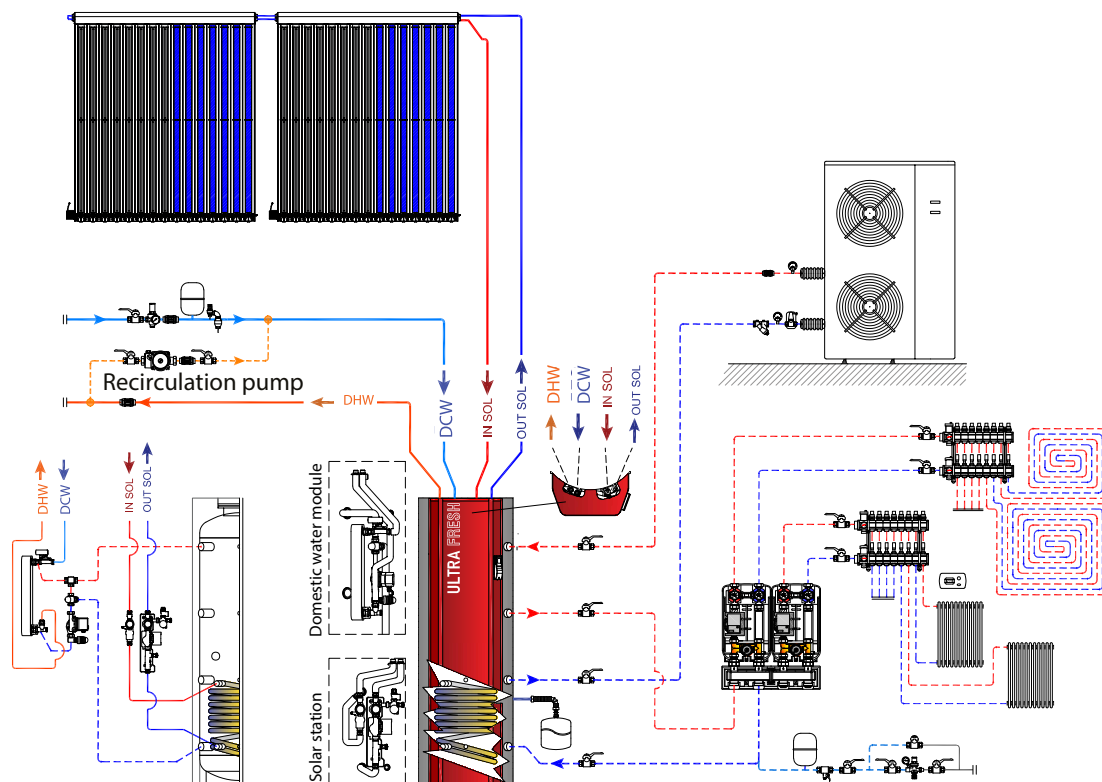 Recirculation pump
DHW
DCW
IN SOL
OUT SOL
DHW
DCW
IN SOL
OUT SOL
DHW
DCW
IN SOL
OUT SOL
Domestic water module
ULTRA FRESH
Solar station